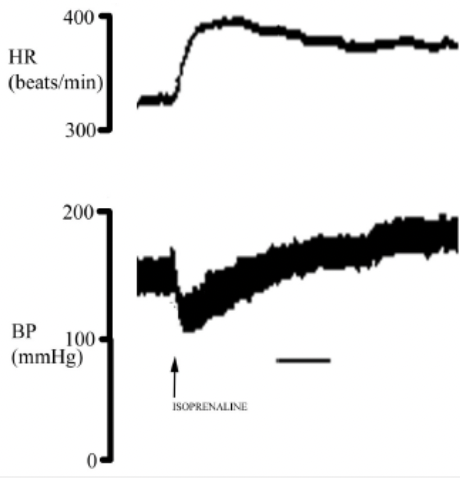 400
HR
(beats/min)
300
200
BP
(mmHg)
100
ISOPRENALINE
0